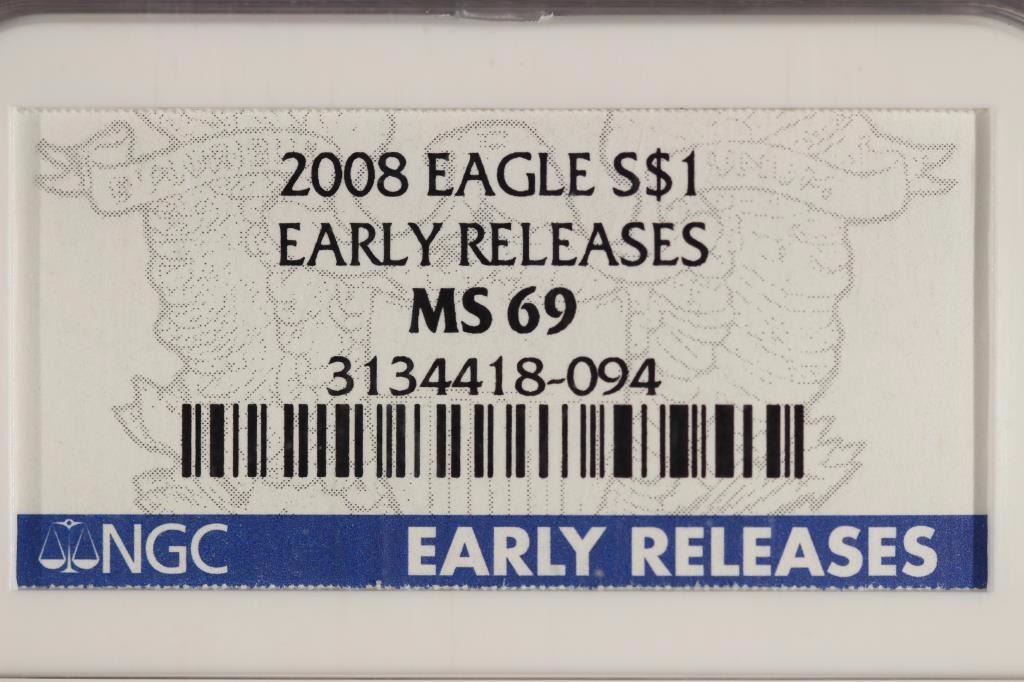 2008 EAGLE S$1
EARLY RELEASES
MS 69
3134418-094
NGC EARLY RELEASES